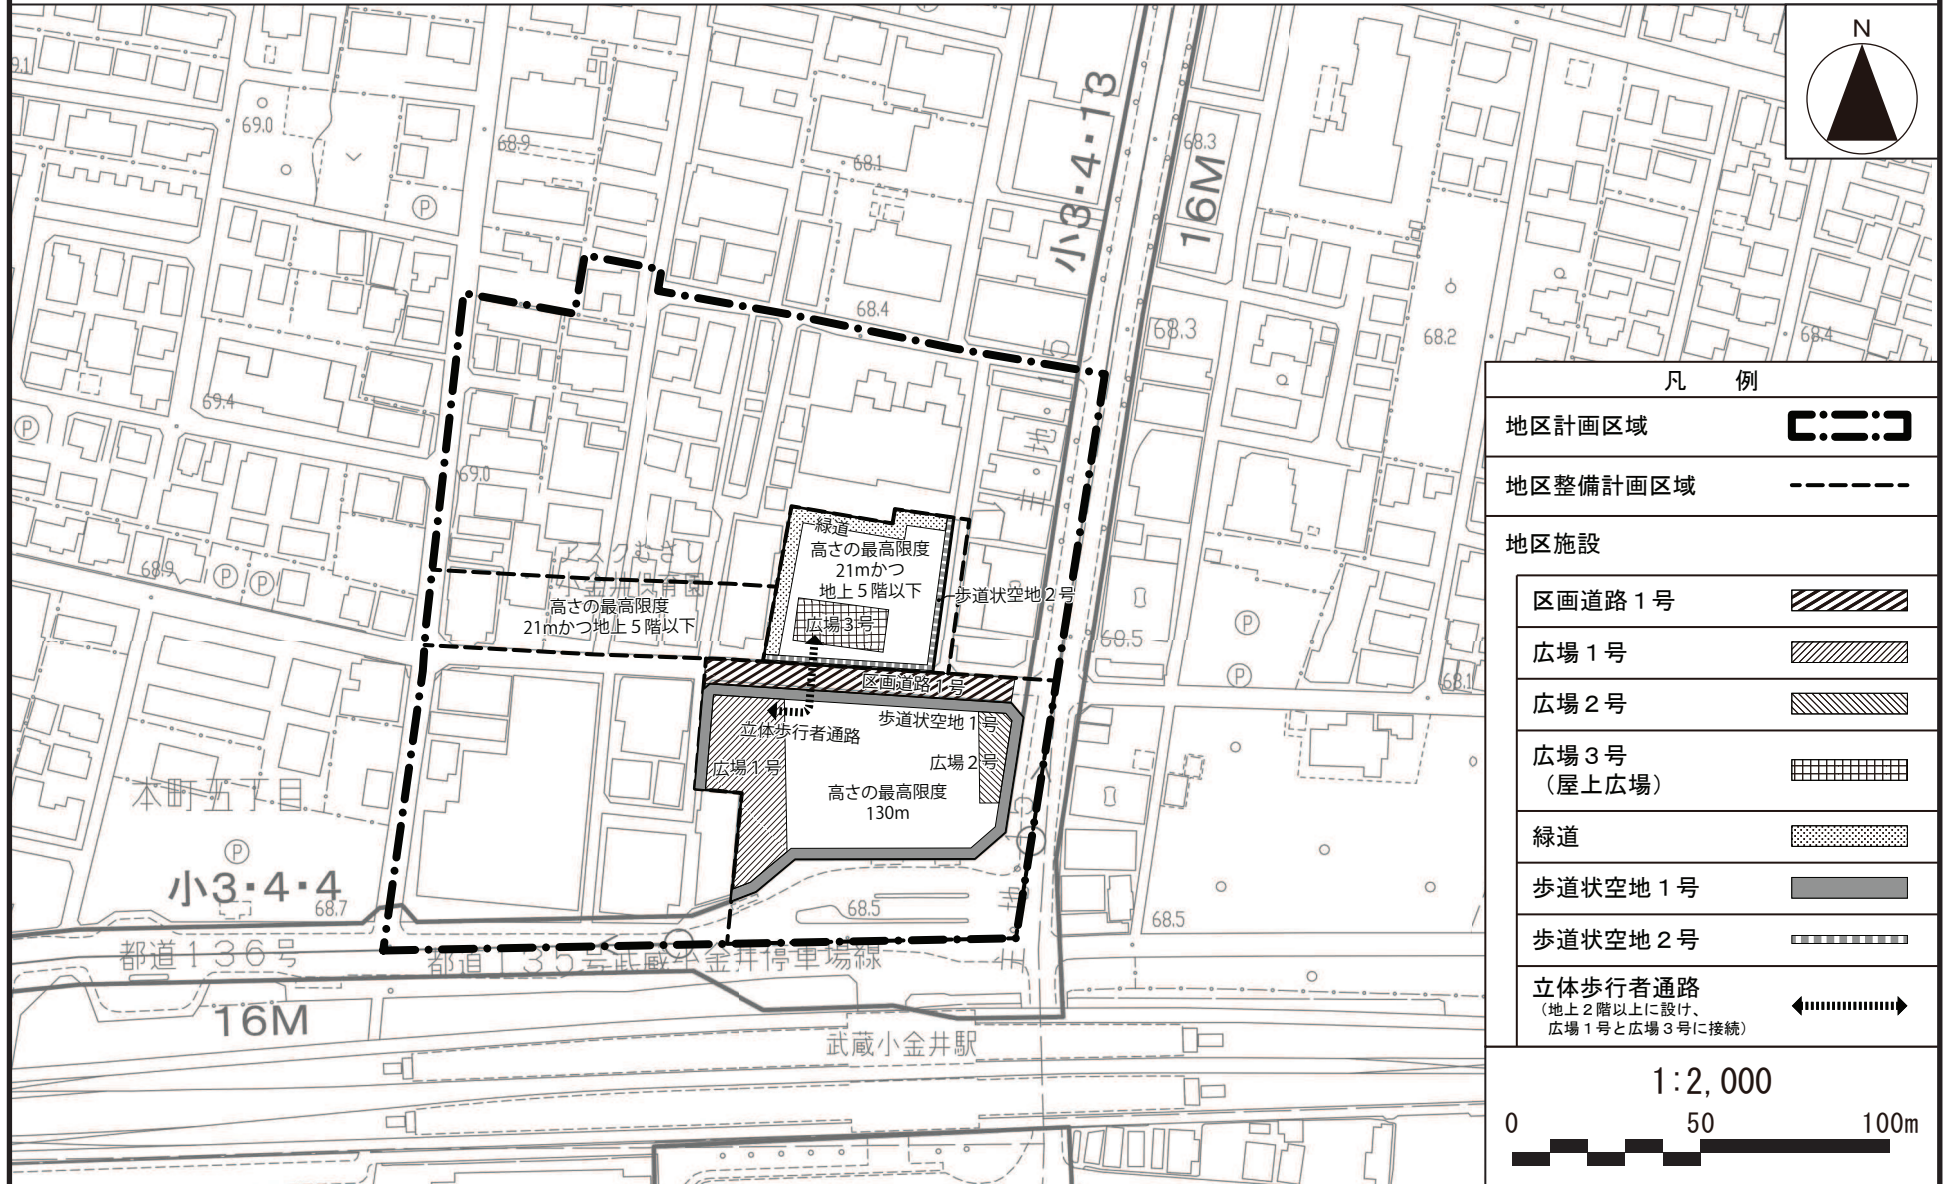 N
9.1
69.0
68.9
68.1
68.3
小3・4・13
16M
P
68.4
68.3
68.2
68.4
69.4
P
69.0
68.9
P
P
アスクむさし
小金井保育園
高さの最高限度
21mかつ地上5階以下
緑道
高さの最高限度
21mかつ
地上5階以下
広場3号
歩道状空地2号
68.5
P
P
68.1
区画道路1号
歩道状空地1号
立体歩行者通路
広場1号
広場2号
高さの最高限度
130m
本町五丁目
P
小3・4・4
68.7
68.5
68.5
都道136号
都道135号武蔵小金井停車場線
16M
武蔵小金井駅
凡 例
地区計画区域
地区整備計画区域
地区施設
区画道路1号
広場1号
広場2号
広場3号
(屋上広場)
緑道
歩道状空地1号
歩道状空地2号
立体歩行者通路
(地上2階以上に設け、
広場1号と広場3号に接続)
1:2,000
0 50 100m